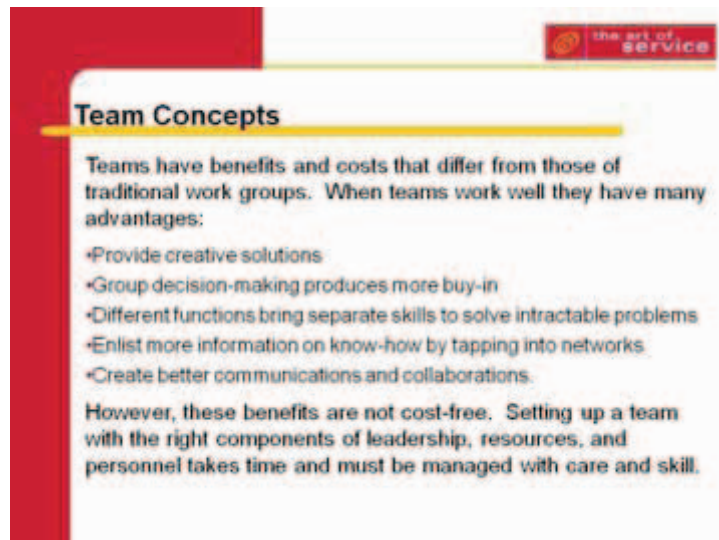 the art of
service
Team Concepts
Teams have benefits and costs that differ from those of
traditional work groups. When teams work well they have many
advantages:
•Provide creative solutions
•Group decision-making produces more buy-in
•Different functions bring separate skills to solve intractable problems
•Enlist more information on know-how by tapping into networks
•Create better communications and collaborations.
However, these benefits are not cost-free. Setting up a team
with the right components of leadership, resources, and
personnel takes time and must be managed with care and skill.